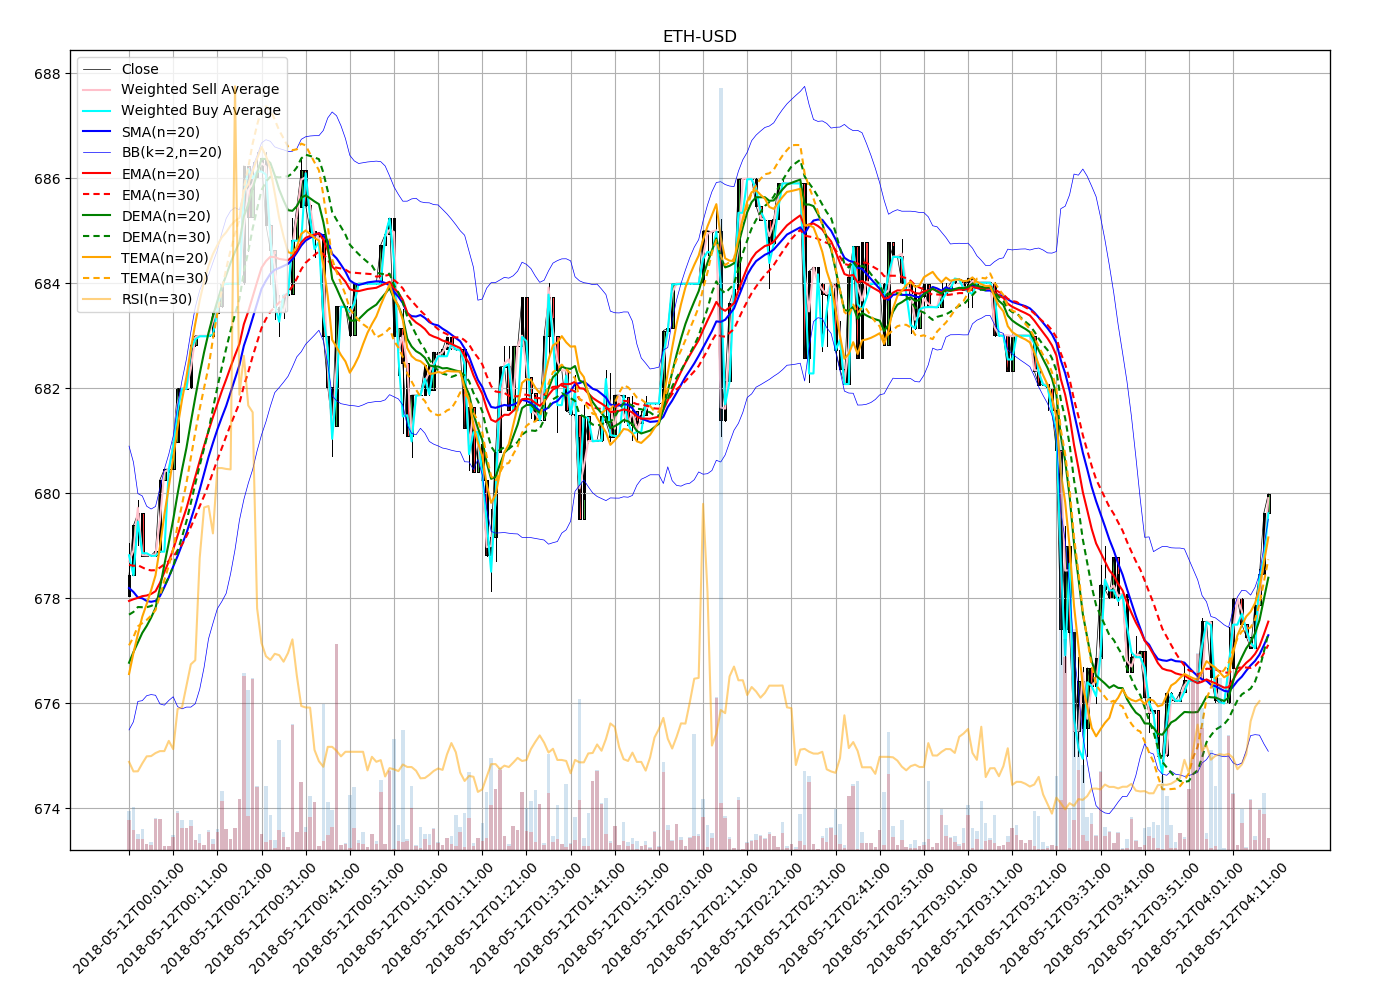 ETH-USD
688
686
684
682
680
678
676
674
Close
Weighted Sell Average
Weighted Buy Average
SMA(n=20)
BB(k=2,n=20)
EMA(n=20)
EMA(n=30)
DEMA(n=20)
DEMA(n=30)
TEMA(n=20)
TEMA(n=30)
RSI(n=30)
2018-05-12T00:01:00
2018-05-12T00:11:00
2018-05-12T00:21:00
2018-05-12T00:31:00
2018-05-12T00:41:00
2018-05-12T00:51:00
2018-05-12T01:01:00
2018-05-12T01:11:00
2018-05-12T01:21:00
2018-05-12T01:31:00
2018-05-12T01:41:00
2018-05-12T01:51:00
2018-05-12T02:01:00
2018-05-12T02:11:00
2018-05-12T02:21:00
2018-05-12T02:31:00
2018-05-12T02:41:00
2018-05-12T02:51:00
2018-05-12T03:01:00
2018-05-12T03:11:00
2018-05-12T03:21:00
2018-05-12T03:31:00
2018-05-12T03:41:00
2018-05-12T03:51:00
2018-05-12T04:01:00
2018-05-12T04:11:00